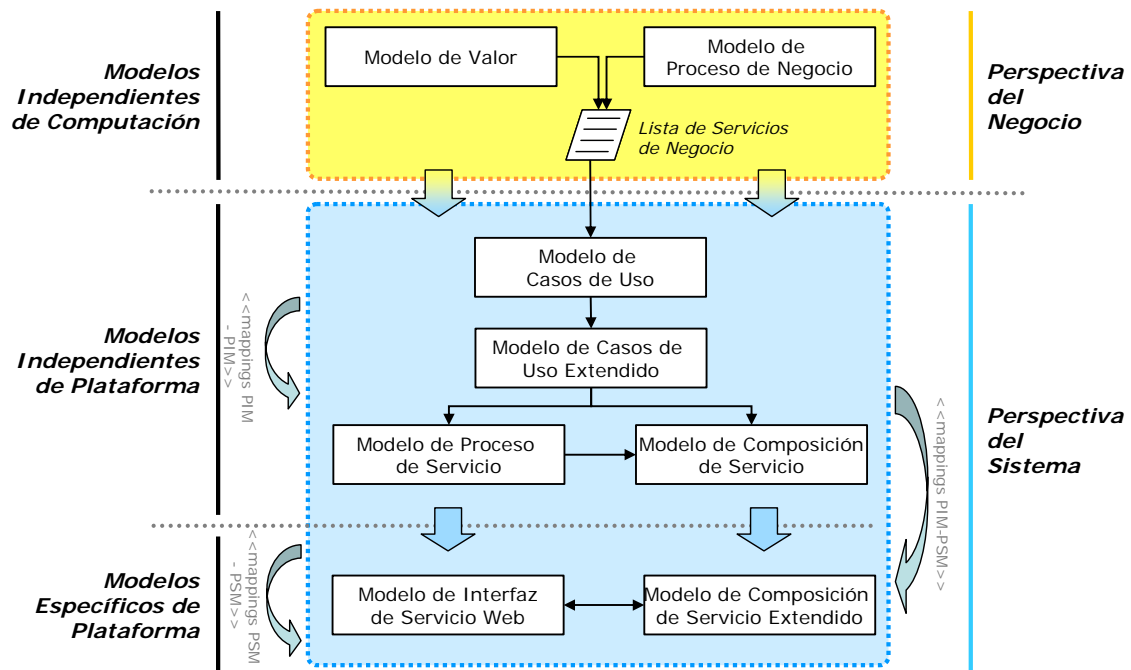 Modelos
Independientes
de Computación
Modelo de Valor
Modelo de
Proceso de Negocio
Lista de Servicios
de Negocio
Perspectiva
del
Negocio
Modelos
Independientes
de Plataforma
<<mappings PIM
- PIM>>
Modelo de
Casos de Uso
Modelo de Casos de
Uso Extendido
Modelo de Proceso
de Servicio
Modelo de Composición
de Servicio
<<mappings PIM-PSM>>
Perspectiva
del
Sistema
Modelos
Específicos de
Plataforma
<<mappings PSM
- PSM>>
Modelo de Interfaz
de Servicio Web
Modelo de Composición
de Servicio Extendido